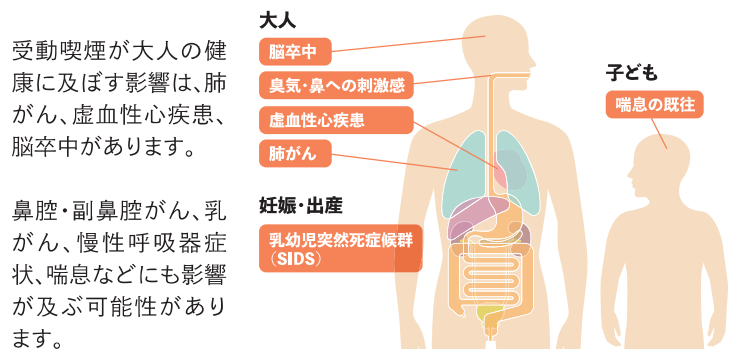 受動喫煙が大人の健
康に及ぼす影響は、肺
がん、虚血性心疾患、
脳卒中があります。
鼻腔・副鼻腔がん、乳
がん、慢性呼吸器症
状、喘息などにも影響
が及ぶ可能性があり
ます。
大人
脳卒中
臭気・鼻への刺激感
虚血性心疾患
肺がん
妊娠・出産
乳幼児突然死症候群
（SIDS）
子ども
喘息の既往